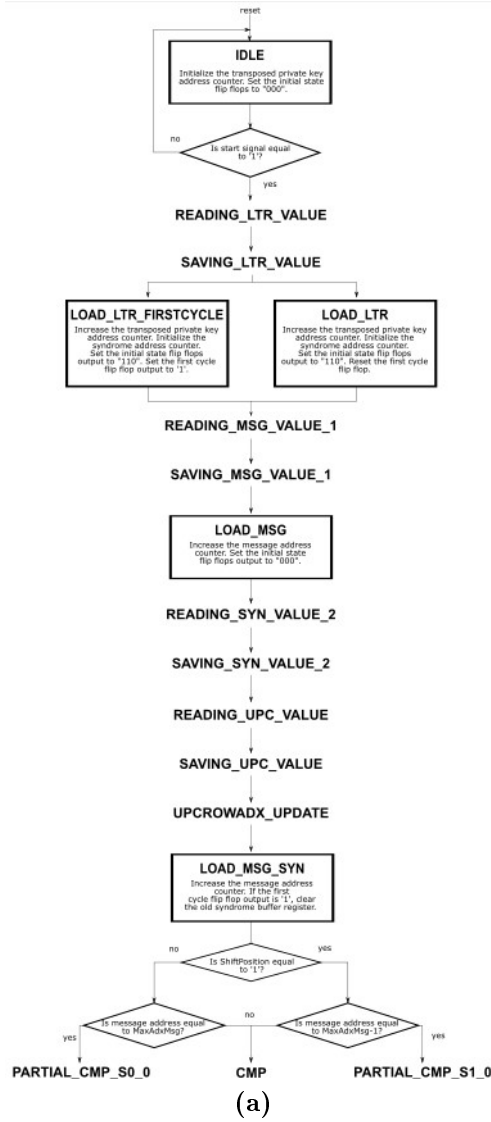 reset
IDLE
Initialize the transposed private key
address counter. Set the initial state
flip flops to "000".
no
Is start signal equal
to '1'?
yes
READING_LTR_VALUE
SAVING_LTR_VALUE
LOAD_LTR_FIRSTCYCLE
Increase the transposed private key
address counter. Initialize the
syndrome address counter.
Set the initial state flip flops
output to "110". Set the first cycle
flip flop output to '1'.
LOAD_LTR
Increase the transposed private key
address counter. Initialize the
syndrome address counter.
Set the initial state flip flops
output to "110". Reset the first cycle
flip flop.
READING_MSG_VALUE_1
SAVING_MSG_VALUE_1
LOAD_MSG
Increase the message address
counter. Set the initial state
flip flops output to "000".
READING_SYN_VALUE_2
SAVING_SYN_VALUE_2
READING_UPC_VALUE
SAVING_UPC_VALUE
UPCROWADX_UPDATE
LOAD_MSG_SYN
Increase the message address
counter. If the first
cycle flip flop output is '1', clear
the old syndrome buffer register.
no
Is ShiftPosition equal
to '1'?
yes
Is message address equal
to MaxAdxMsg?
no
Is message address equal
to MaxAdxMsg-1?
yes
yes
PARTIAL_CMP_S0_0
CMP
PARTIAL_CMP_S1_0
(a)